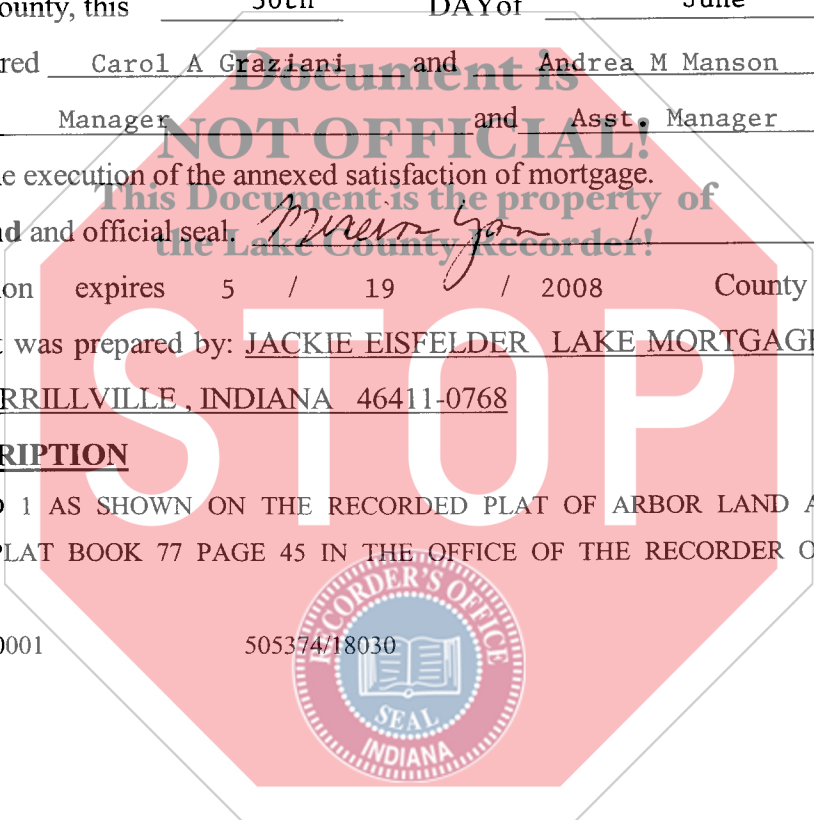 ounty, this 30th DAY of June
red Carol A Graziani and Andrea M Manson
Document is
Manager and Asst. Manager
NOT OFFICIAL!
e execution of the annexed satisfaction of mortgage.
This Document is the property of
nd and official seal.
the Lake County Recorder!
on expires 5 / 19 / 2008 County
t was prepared by: JACKIE EISFELDER LAKE MORTGAGE
RRILLVILLE , INDIANA 46411-0768
STOP
RIPTION
1 AS SHOWN ON THE RECORDED PLAT OF ARBOR LAND A
PLAT BOOK 77 PAGE 45 IN THE OFFICE OF THE RECORDER O
RECORDER'S OFFICE
0001 505374/18030
SEAL
INDIANA